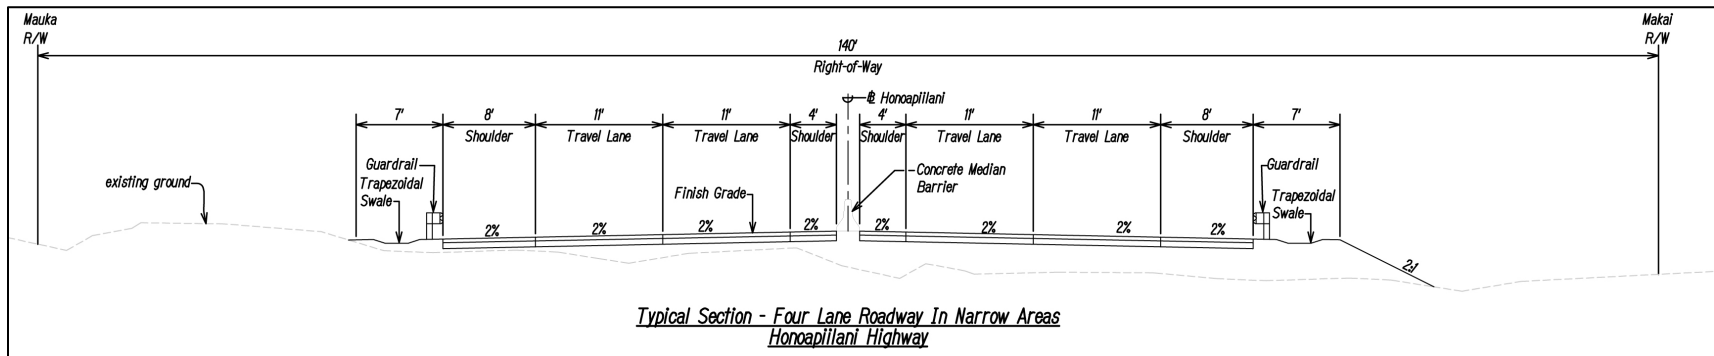 Mauka
R/W
Makai
R/W
140'
Right-of-Way
℄ Honoapiilani
7'
8'
11'
11'
4'
4'
11'
11'
8'
7'
Shoulder
Travel Lane
Travel Lane
Shoulder
Shoulder
Travel Lane
Travel Lane
Shoulder
Guardrail
Trapezoidal
Swale
existing ground
Finish Grade
Concrete Median
Barrier
Guardrail
Trapezoidal
Swale
2%
2%
2%
2%
2%
2%
2%
2%
2:1
Typical Section - Four Lane Roadway In Narrow Areas
Honoapiilani Highway